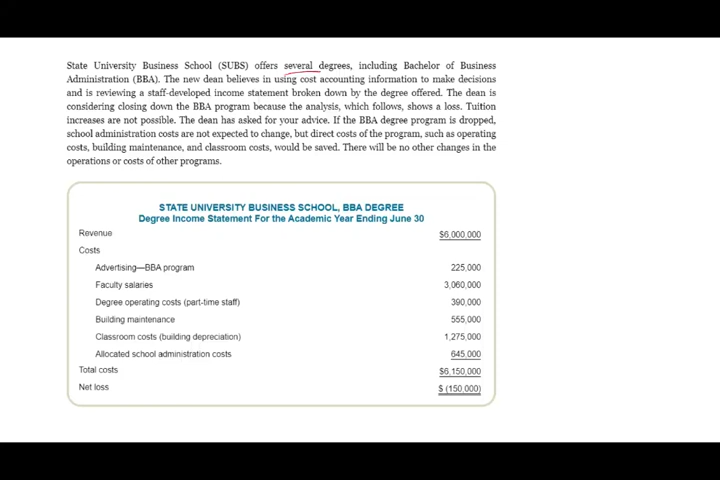 State University Business School (SUBS) offers several degrees, including Bachelor of Business
Administration (BBA). The new dean believes in using cost accounting information to make decisions
and is reviewing a staff-developed income statement broken down by the degree offered. The dean is
considering closing down the BBA program because the analysis, which follows, shows a loss. Tuition
increases are not possible. The dean has asked for your advice. If the BBA degree program is dropped,
school administration costs are not expected to change, but direct costs of the program, such as operating
costs, building maintenance, and classroom costs, would be saved. There will be no other changes in the
operations or costs of other programs.
STATE UNIVERSITY BUSINESS SCHOOL, BBA DEGREE
Degree Income Statement For the Academic Year Ending June 30
Revenue $6,000,000
Costs
Advertising—BBA program 225,000
Faculty salaries 3,060,000
Degree operating costs (part-time staff) 390,000
Building maintenance 555,000
Classroom costs (building depreciation) 1,275,000
Allocated school administration costs 645,000
Total costs $6,150,000
Net loss $ (150,000)